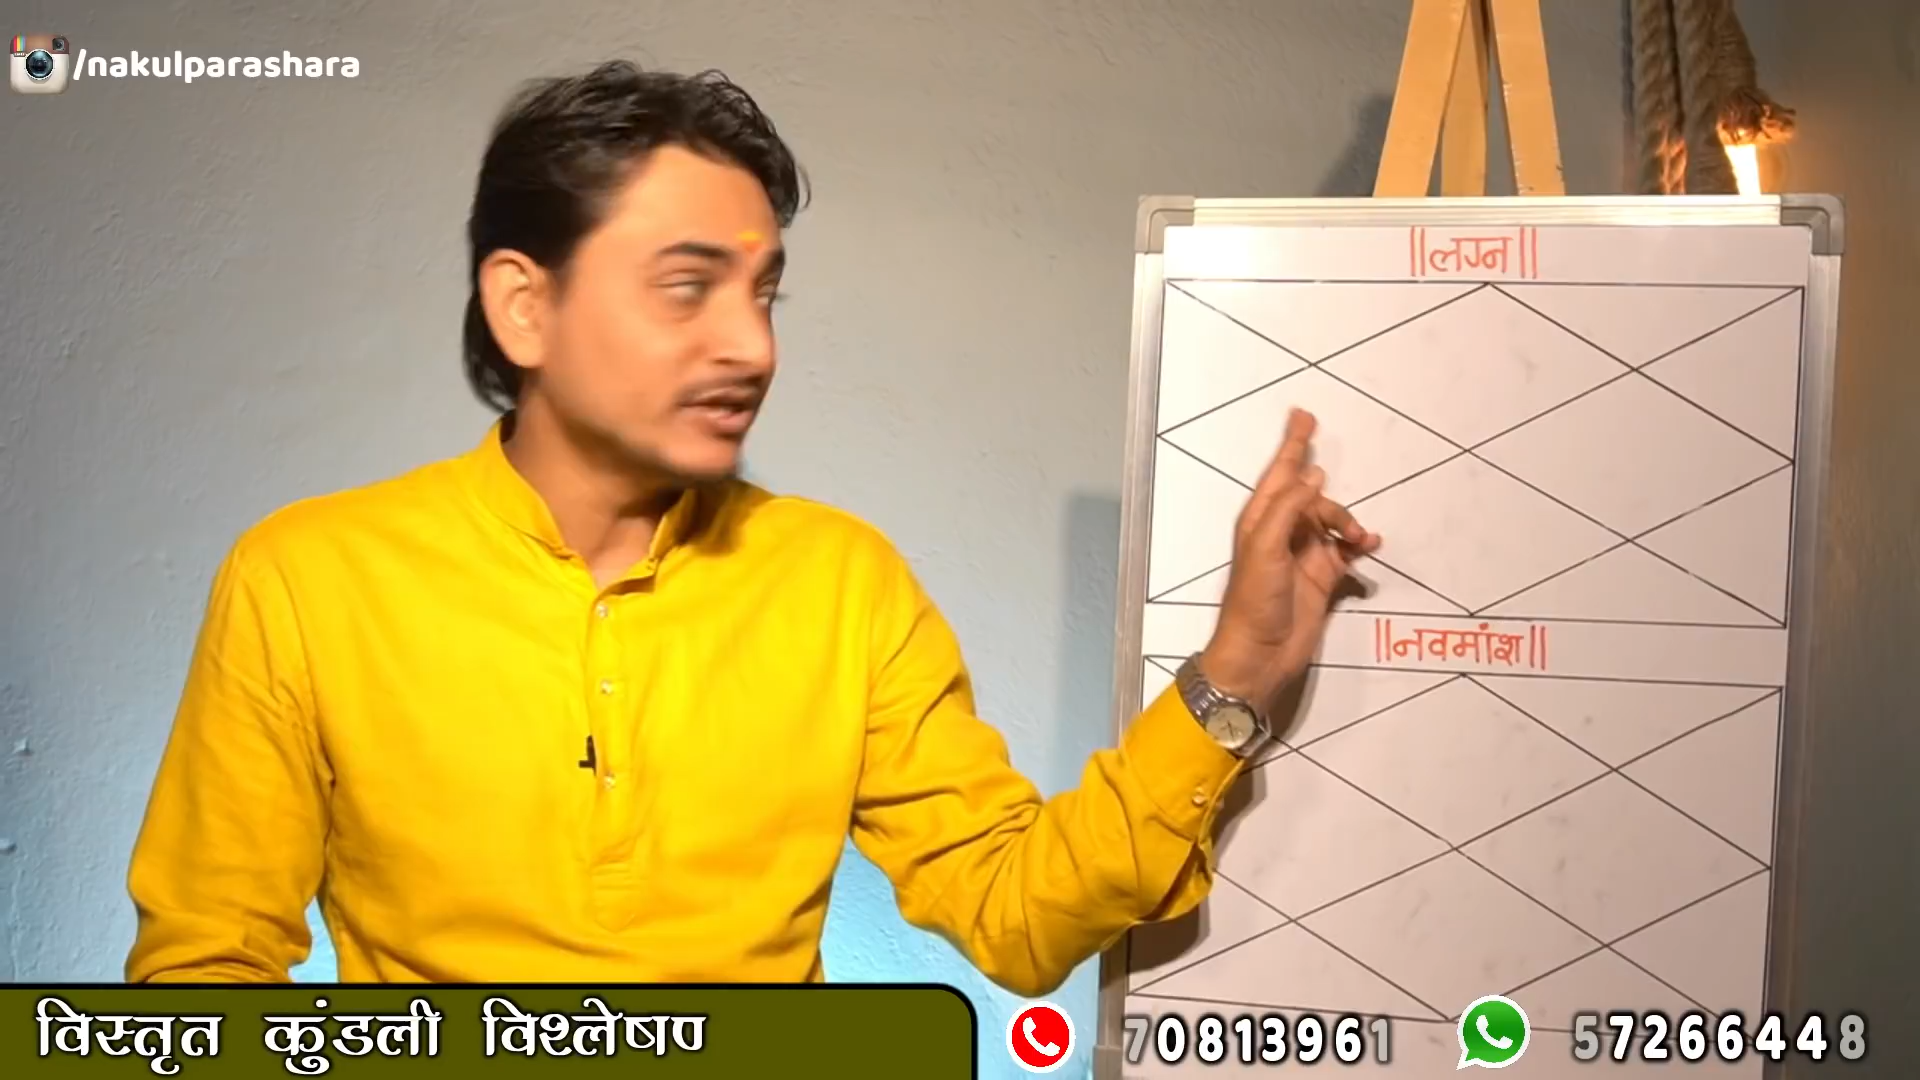 /nakulparashara
||लग्न||
||नवमांश||
विस्तृत कुंडली विश्लेषण
70813961
57266448